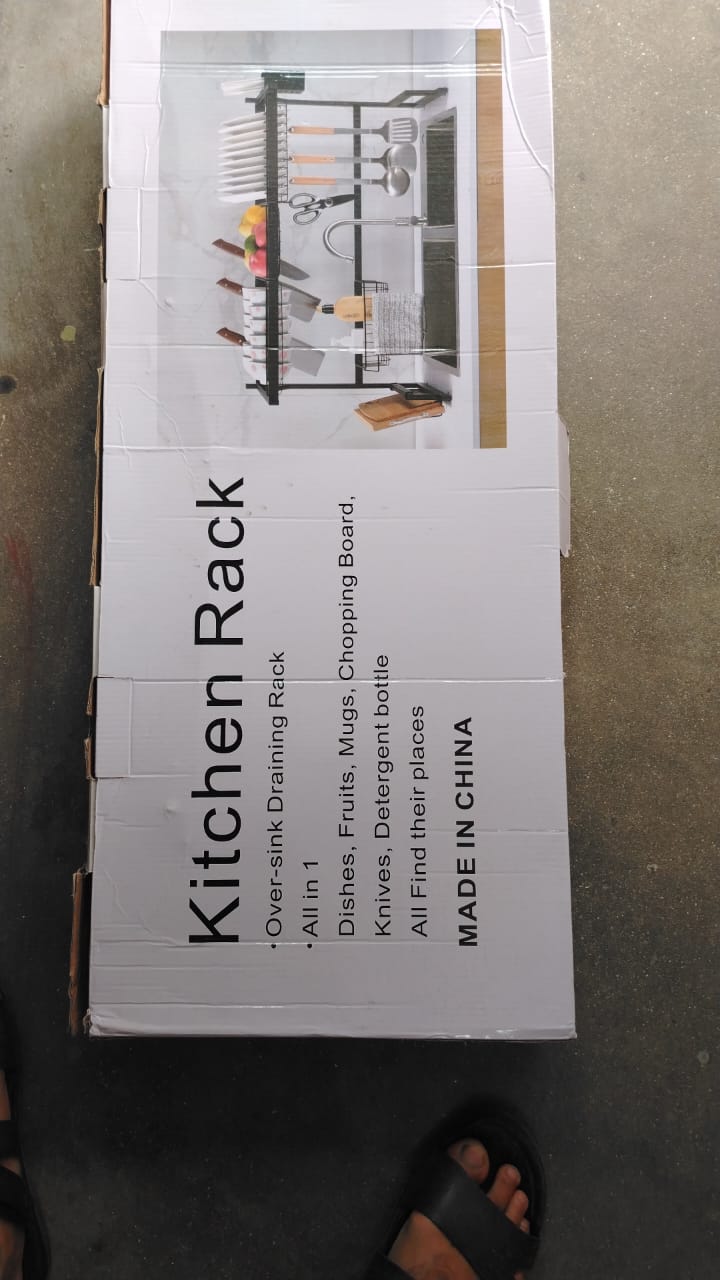 Kitchen Rack
• Over-sink Draining Rack
• All in 1
Dishes, Fruits, Mugs, Chopping Board,
Knives, Detergent bottle
All Find their places
MADE IN CHINA